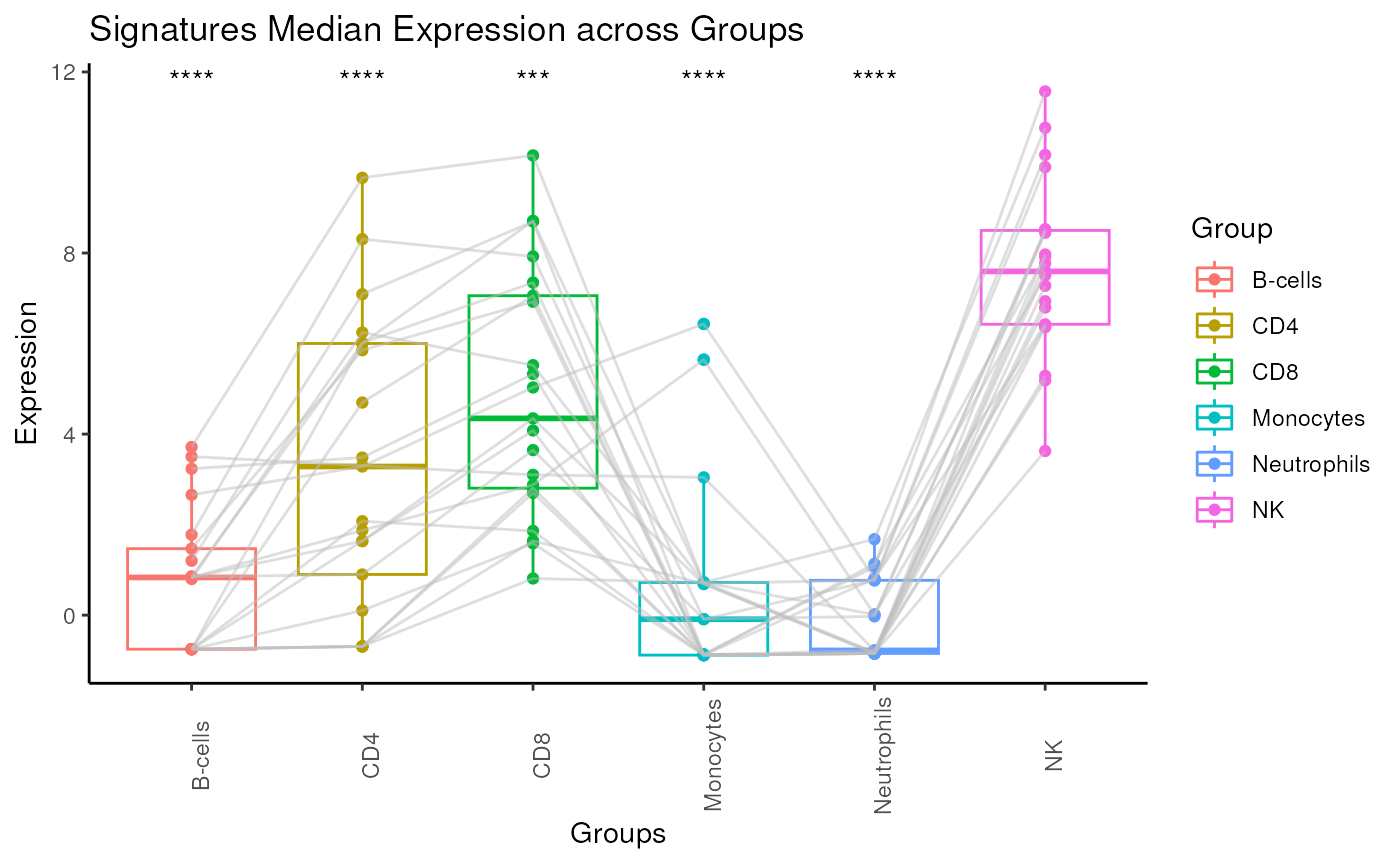 Signatures Median Expression across Groups
**** **** *** **** ****
12
8
4
0
Expression
B-cells
CD4
CD8
Monocytes
Neutrophils
NK
Groups
Group
B-cells
CD4
CD8
Monocytes
Neutrophils
NK